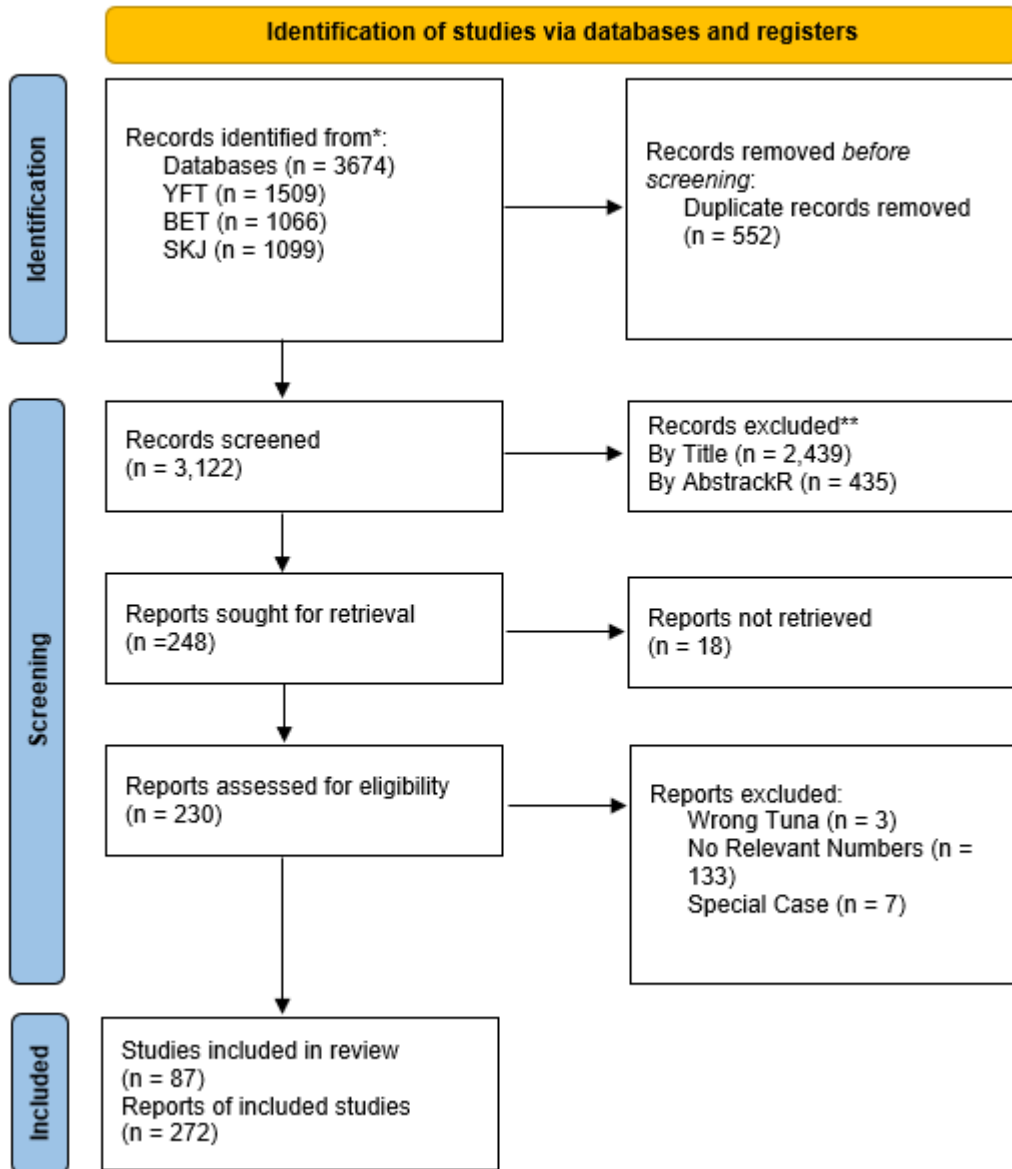 Identification of studies via databases and registers
Identification
Records identified from*:
Databases (n = 3674)
YFT (n = 1509)
BET (n = 1066)
SKJ (n = 1099)
Records removed before
screening:
Duplicate records removed
(n = 552)
Screening
Records screened
(n = 3,122)
Records excluded**
By Title (n = 2,439)
By AbstrackR (n = 435)
Reports sought for retrieval
(n =248)
Reports not retrieved
(n = 18)
Reports assessed for eligibility
(n = 230)
Reports excluded:
Wrong Tuna (n = 3)
No Relevant Numbers (n =
133)
Special Case (n = 7)
Included
Studies included in review
(n = 87)
Reports of included studies
(n = 272)